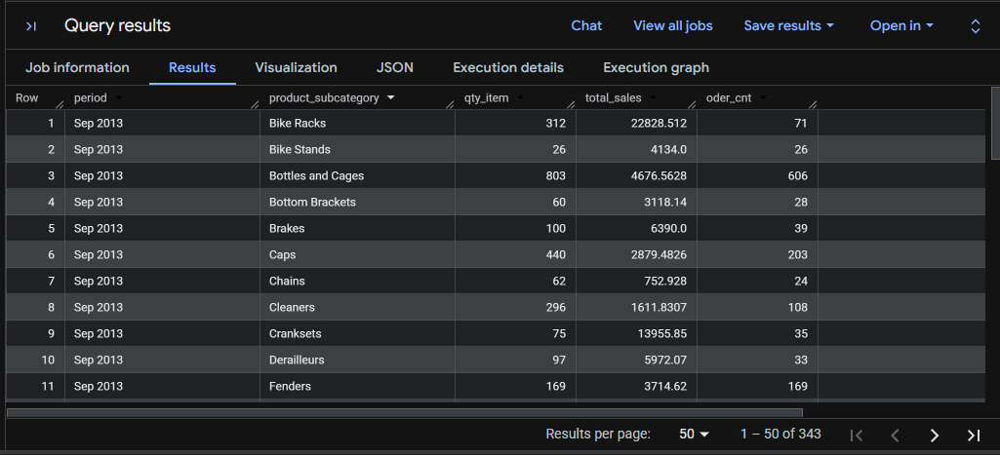 Query results Chat View all jobs Save results Open in
Job information Results Visualization JSON Execution details Execution graph
Row period product_subcategory qty_item total_sales oder_cnt
1 Sep 2013 Bike Racks 312 22828.512 71
2 Sep 2013 Bike Stands 26 4134.0 26
3 Sep 2013 Bottles and Cages 803 4676.5628 606
4 Sep 2013 Bottom Brackets 60 3118.14 28
5 Sep 2013 Brakes 100 6390.0 39
6 Sep 2013 Caps 440 2879.4826 203
7 Sep 2013 Chains 62 752.928 24
8 Sep 2013 Cleaners 296 1611.8307 108
9 Sep 2013 Cranksets 75 13955.85 35
10 Sep 2013 Derailleurs 97 5972.07 33
11 Sep 2013 Fenders 169 3714.62 169
Results per page: 50 1 – 50 of 343